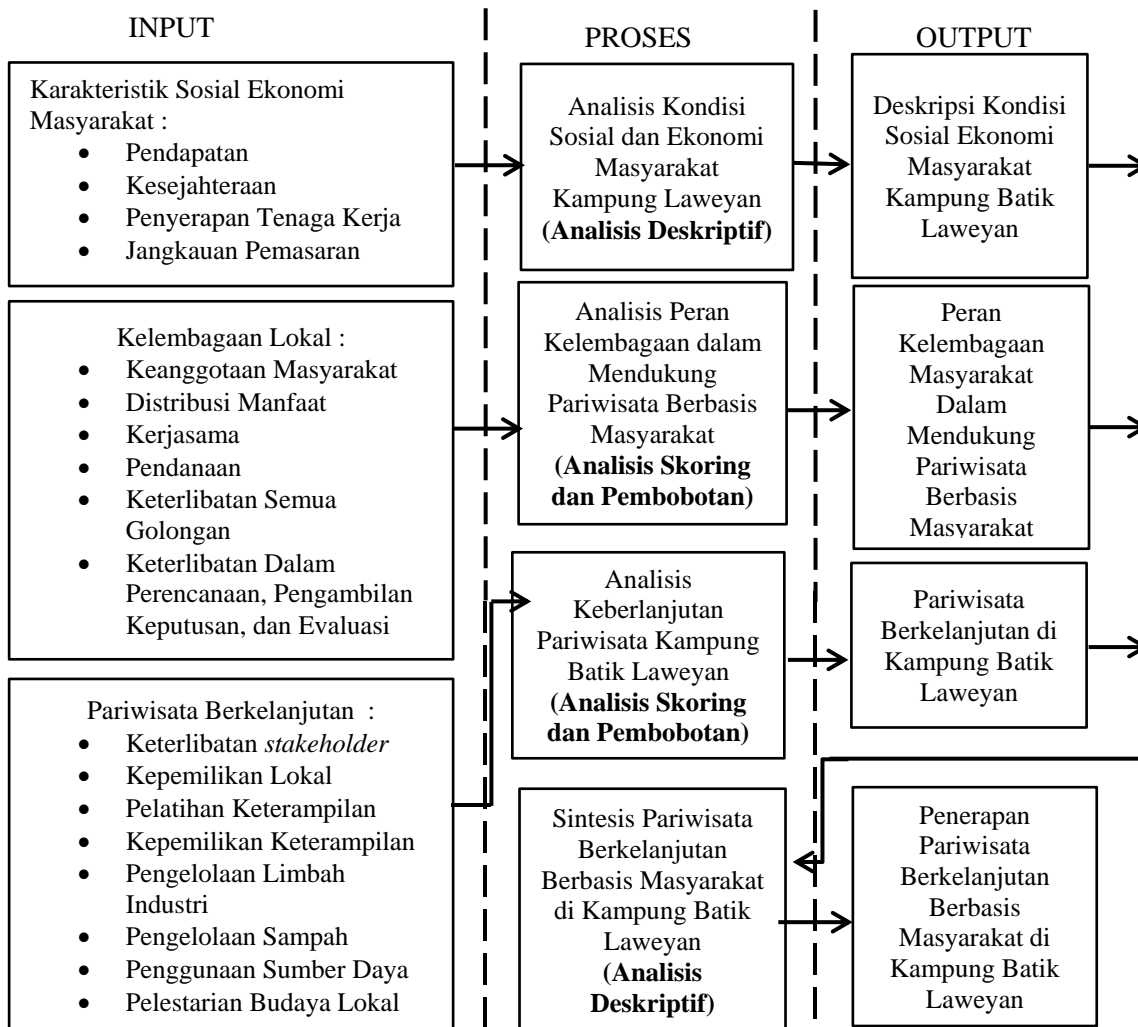 INPUT
PROSES
OUTPUT
Karakteristik Sosial Ekonomi
Masyarakat :
• Pendapatan
• Kesejahteraan
• Penyerapan Tenaga Kerja
• Jangkauan Pemasaran
Analisis Kondisi
Sosial dan Ekonomi
Masyarakat
Kampung Laweyan
(Analisis Deskriptif)
Deskripsi Kondisi
Sosial Ekonomi
Masyarakat
Kampung Batik
Laweyan
Kelembagaan Lokal :
• Keanggotaan Masyarakat
• Distribusi Manfaat
• Kerjasama
• Pendanaan
• Keterlibatan Semua
Golongan
• Keterlibatan Dalam
Perencanaan, Pengambilan
Keputusan, dan Evaluasi
Analisis Peran
Kelembagaan dalam
Mendukung
Pariwisata Berbasis
Masyarakat
(Analisis Skoring
dan Pembobotan)
Peran
Kelembagaan
Masyarakat
Dalam
Mendukung
Pariwisata
Berbasis
Masyarakat
Pariwisata Berkelanjutan :
• Keterlibatan stakeholder
• Kepemilikan Lokal
• Pelatihan Keterampilan
• Kepemilikan Keterampilan
• Pengelolaan Limbah
Industri
• Pengelolaan Sampah
• Penggunaan Sumber Daya
• Pelestarian Budaya Lokal
Analisis
Keberlanjutan
Pariwisata Kampung
Batik Laweyan
(Analisis Skoring
dan Pembobotan)
Pariwisata
Berkelanjutan di
Kampung Batik
Laweyan
Sintesis Pariwisata
Berkelanjutan
Berbasis Masyarakat
di Kampung Batik
Laweyan
(Analisis
Deskriptif)
Penerapan
Pariwisata
Berkelanjutan
Berbasis
Masyarakat di
Kampung Batik
Laweyan